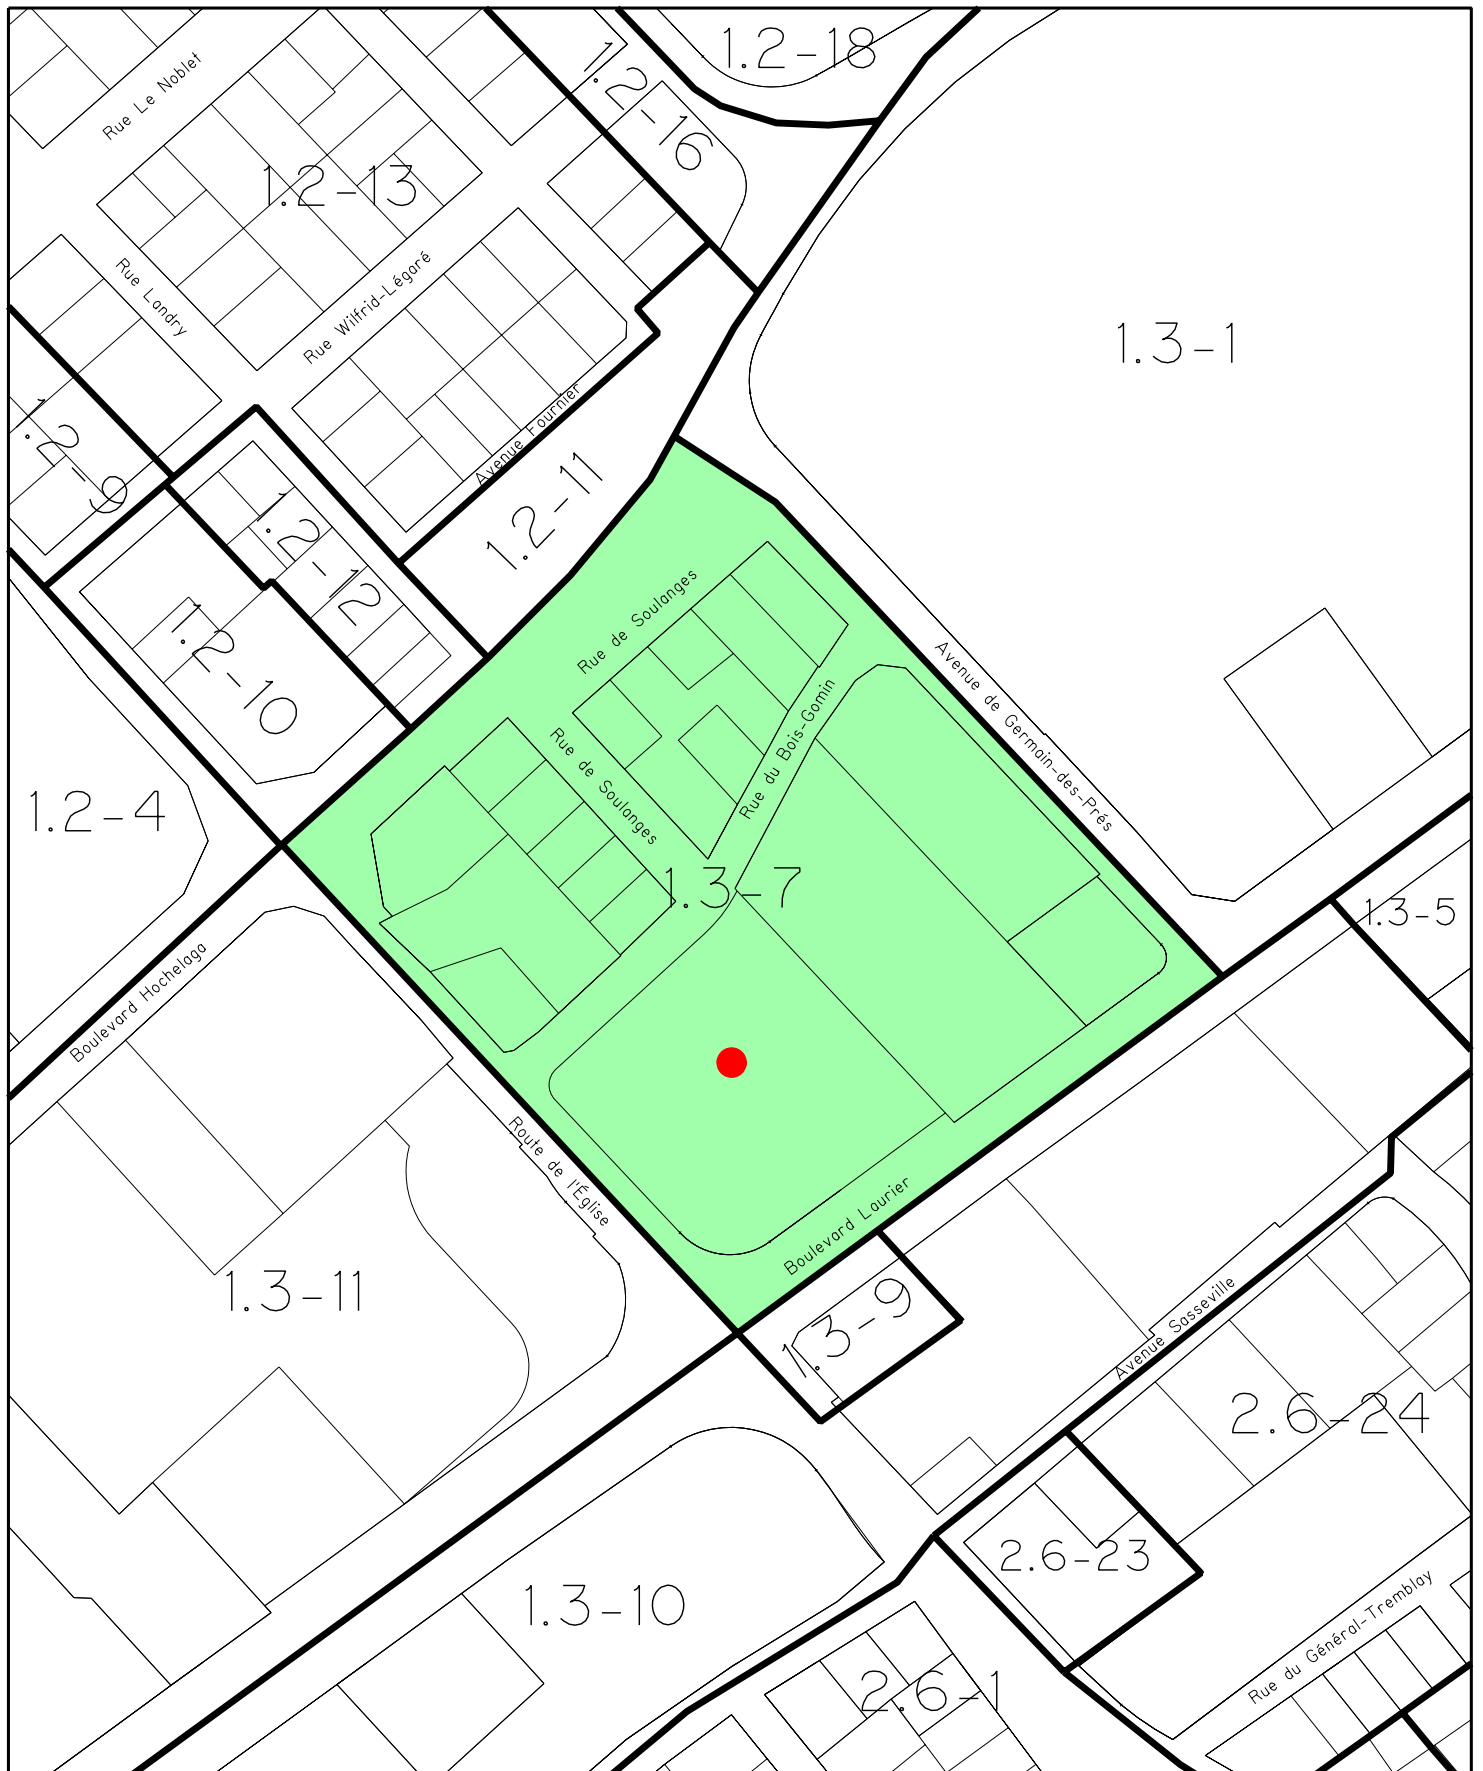 1.2-18
Rue Le Noblet
1.2-16
1.2-13
Rue Landry
Rue Wilfrid-Légaré
1.3-1
1.2-9
Avenue Fournier
1.2-11
1.2-12
1.2-10
Rue de Soulanges
Avenue de Germain-des-Prés
Rue du Bois-Gomin
Rue de Soulanges
1.2-4
1.3-7
1.3-5
Boulevard Hochelaga
Route de l'Église
Boulevard Laurier
1.3-11
1.3-9
Avenue Sasseville
2.6-24
2.6-23
1.3-10
Rue du Général-Tremblay
2.6-1